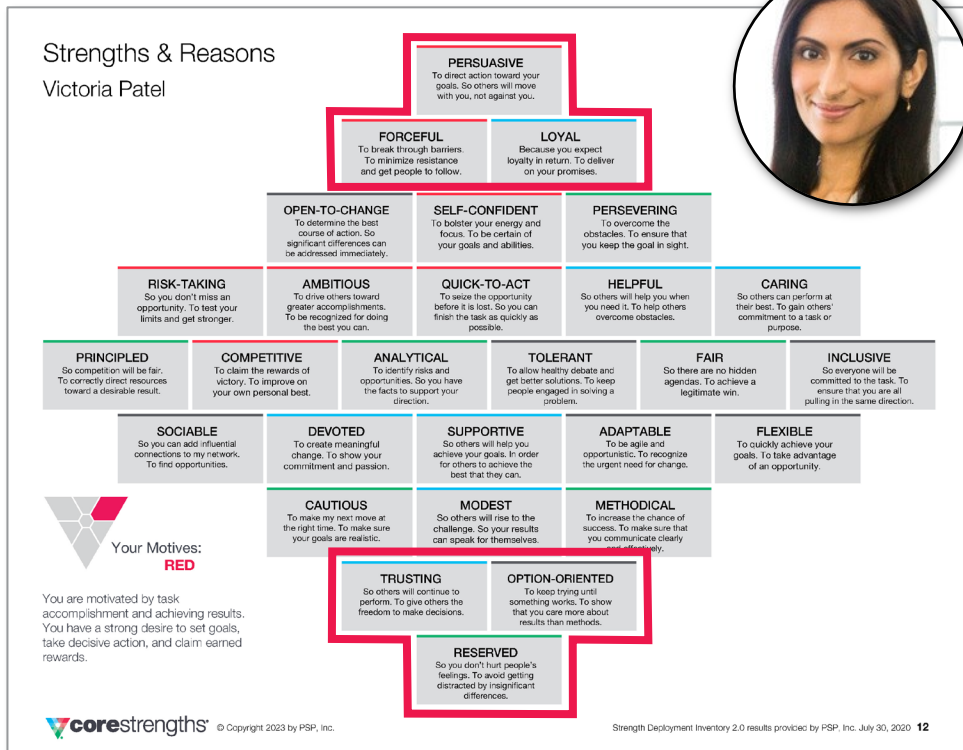 Strengths & Reasons
Victoria Patel
PERSUASIVE
To direct action toward your
goals. So others will move
with you, not against you.
FORCEFUL
To break through barriers.
To minimize resistance
and get people to follow.
LOYAL
Because you expect
loyalty in return. To deliver
on your promises.
OPEN-TO-CHANGE
To determine the best
course of action. So
significant differences can
be addressed immediately.
SELF-CONFIDENT
To bolster your energy and
focus. To be certain of
your goals and abilities.
PERSEVERING
To overcome the
obstacles. To ensure that
you keep the goal in sight.
RISK-TAKING
So you don't miss an
opportunity. To test your
limits and get stronger.
AMBITIOUS
To drive others toward
greater accomplishments.
To be recognized for doing
the best you can.
QUICK-TO-ACT
To seize the opportunity
before it is lost. So you can
finish the task as quickly as
possible.
HELPFUL
So others will help you when
you need it. To help others
overcome obstacles.
CARING
So others can perform at
their best. To gain others'
commitment to a task or
purpose.
PRINCIPLED
So competition will be fair.
To correctly direct resources
toward a desirable result.
COMPETITIVE
To claim the rewards of
victory. To improve on
your own personal best.
ANALYTICAL
To identify risks and
opportunities. So you have
the facts to support your
direction.
TOLERANT
To allow healthy debate and
get better solutions. To keep
people engaged in solving a
problem.
FAIR
So there are no hidden
agendas. To achieve a
legitimate win.
INCLUSIVE
So everyone will be
committed to the task. To
ensure that you are all
pulling in the same direction.
SOCIABLE
So you can add influential
connections to my network.
To find opportunities.
DEVOTED
To create meaningful
change. To show your
commitment and passion.
SUPPORTIVE
So others will help you
achieve your goals. In order
for others to achieve the
best that they can.
ADAPTABLE
To be agile and
opportunistic. To recognize
the urgent need for change.
FLEXIBLE
To quickly achieve your
goals. To take advantage
of an opportunity.
CAUTIOUS
To make my next move at
the right time. To make sure
your goals are realistic.
MODEST
So others will rise to the
challenge. So your results
can speak for themselves.
METHODICAL
To increase the chance of
success. To make sure that
you communicate clearly
and effectively.
TRUSTING
So others will continue to
perform. To give others the
freedom to make decisions.
OPTION-ORIENTED
To keep trying until
something works. To show
that you care more about
results than methods.
RESERVED
So you don't hurt people's
feelings. To avoid getting
distracted by insignificant
differences.
Your Motives:
RED
You are motivated by task
accomplishment and achieving results.
You have a strong desire to set goals,
take decisive action, and claim earned
rewards.
corestrengths © Copyright 2023 by PSP, Inc.
Strength Deployment Inventory 2.0 results provided by PSP, Inc. July 30, 2020 12